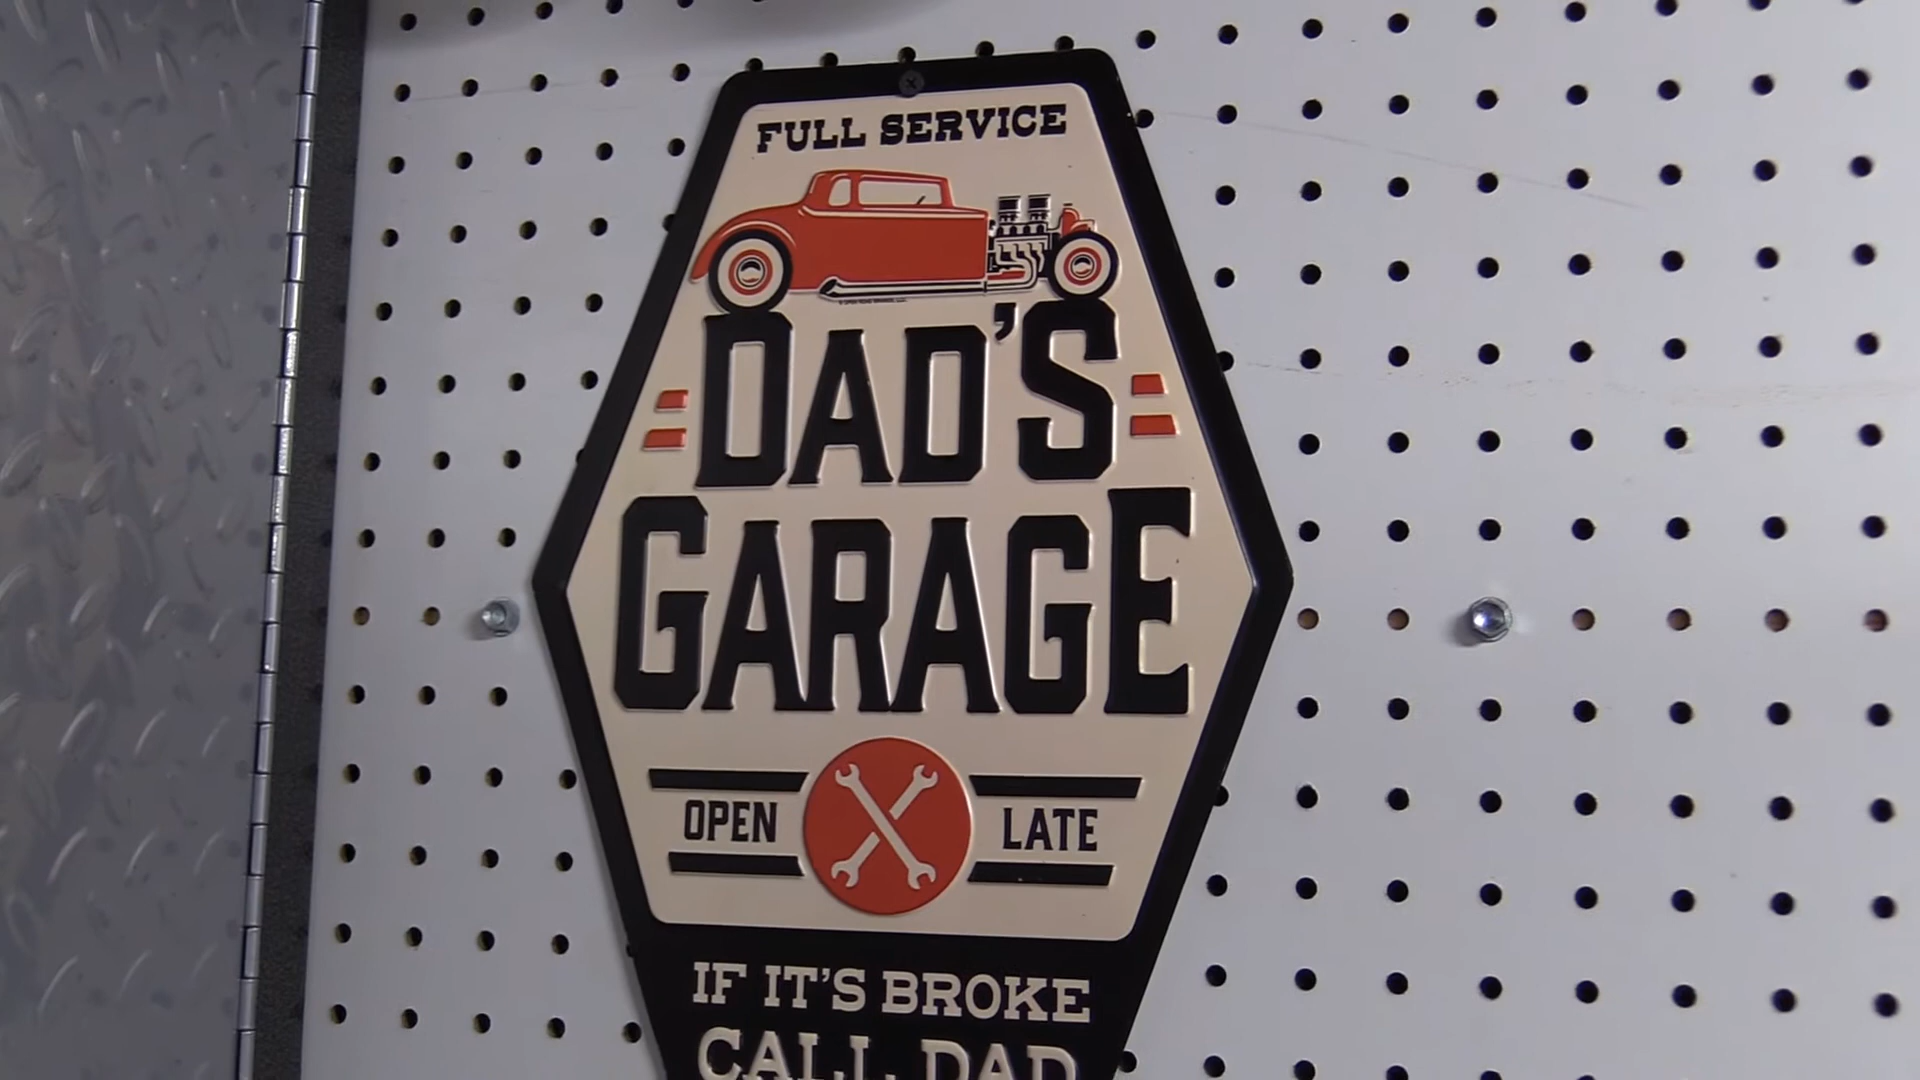 FULL SERVICE
DAD'S
GARAGE
OPEN LATE
IF IT'S BROKE
CALL DAD